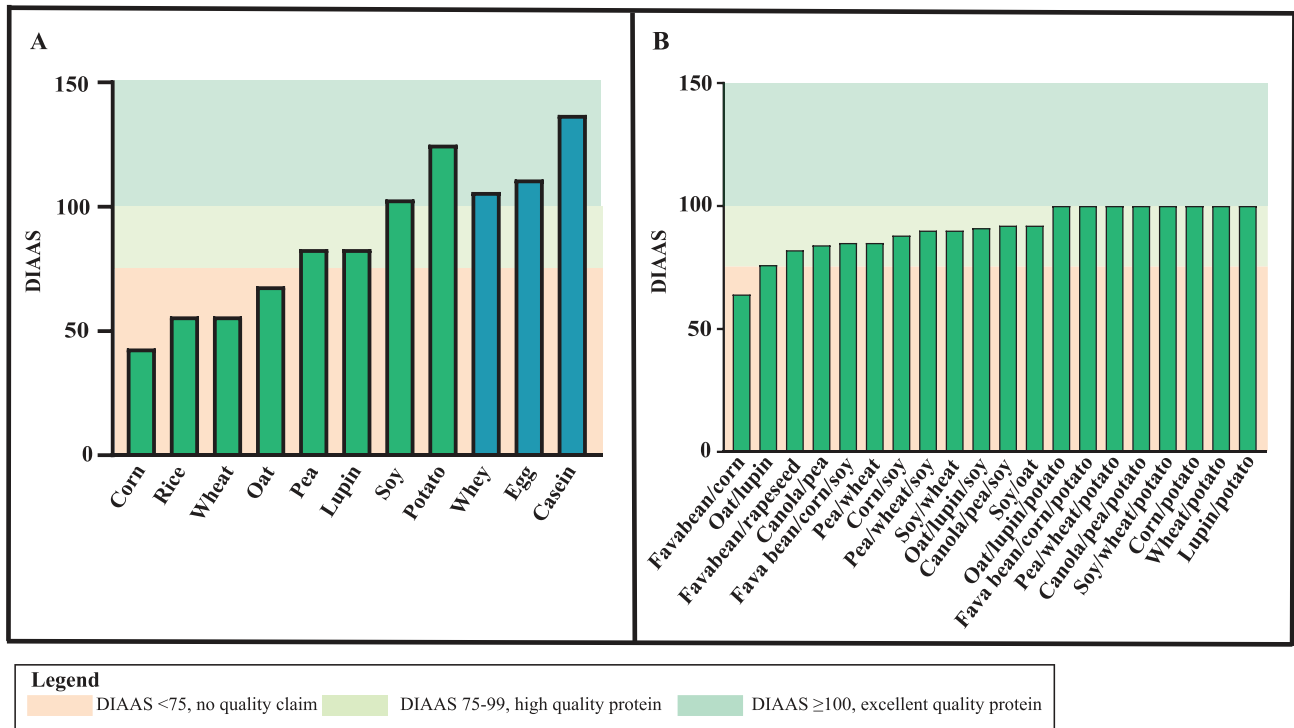 A
150
100
50
0
DIAAS
Corn
Rice
Wheat
Oat
Pea
Lupin
Soy
Potato
Whey
Egg
Casein
B
150
100
50
0
DIAAS
Favabean/corn
Oat/lupin
Favabean/rapeseed
Canola/pea
Fava bean/corn/soy
Pea/wheat
Corn/soy
Pea/wheat/soy
Soy/wheat
Oat/lupin/soy
Canola/pea/soy
Soy/oat
Oat/lupin/potato
Fava bean/corn/potato
Pea/wheat/potato
Canola/pea/potato
Soy/wheat/potato
Corn/potato
Wheat/potato
Lupin/potato
Legend
DIAAS <75, no quality claim
DIAAS 75-99, high quality protein
DIAAS ≥100, excellent quality protein